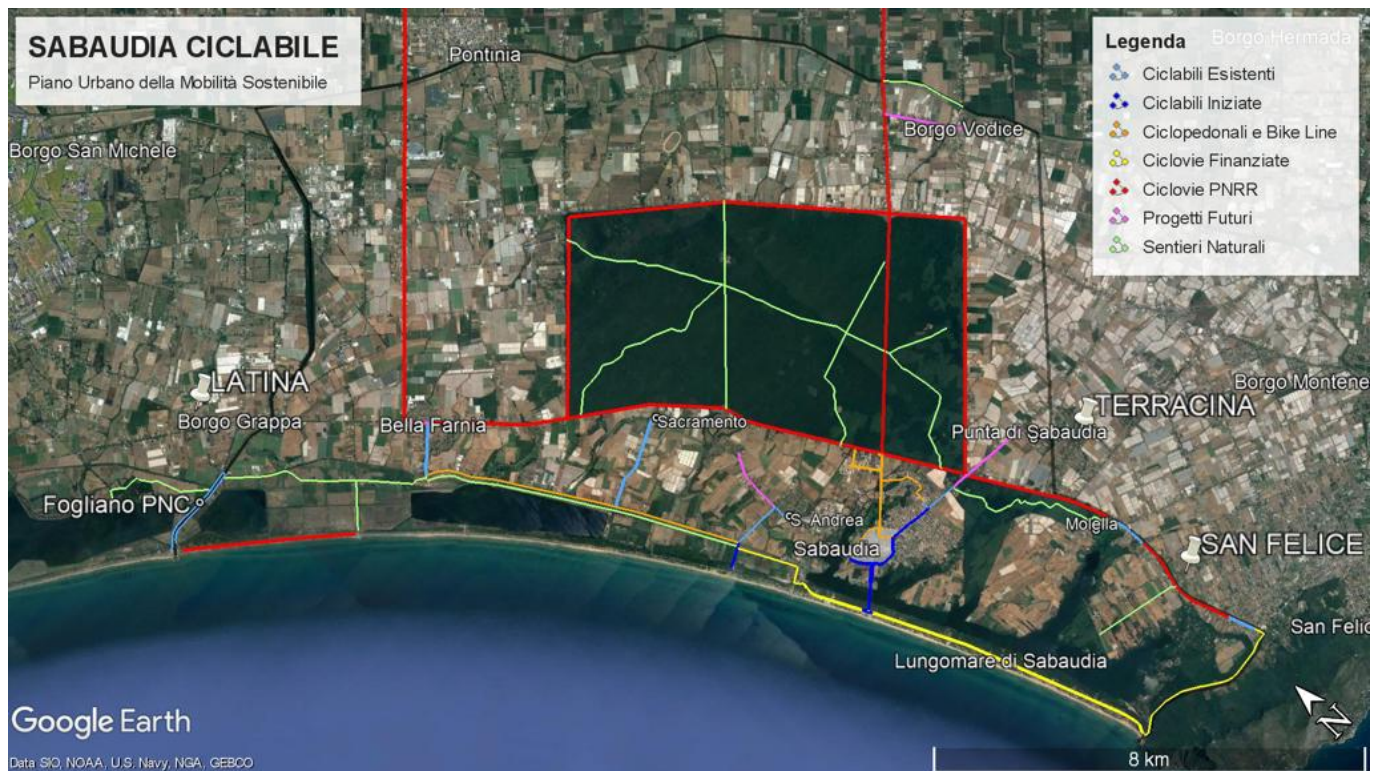 SABAUDIA CICLABILE
Piano Urbano della Mobilità Sostenibile
Pontinia
Legenda
Borgo Hermada
Ciclabili Esistenti
Ciclabili Iniziate
Ciclopedonali e Bike Line
Ciclovie Finanziate
Ciclovie PNRR
Progetti Futuri
Sentieri Naturali
Borgo San Michele
Borgo Vodice
LATINA
Borgo Montene
TERRACINA
Borgo Grappa
Bella Farnia
Sacramento
Punta di Sabaudia
Fogliano PNC
S. Andrea
Molella
Sabaudia
SAN FELICE
San Felic
Lungomare di Sabaudia
Google Earth
N
Data SIO, NOAA, U.S. Navy, NGA, GEBCO
8 km